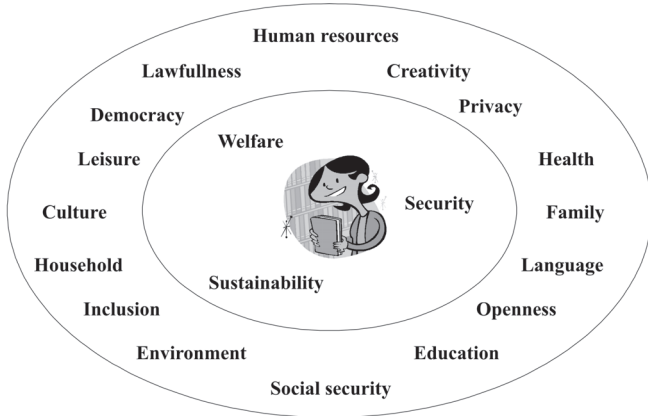 Human resources
Lawfullness
Creativity
Democracy
Privacy
Welfare
Leisure
Health
Culture
Security
Family
Household
Language
Sustainability
Inclusion
Openness
Environment
Education
Social security